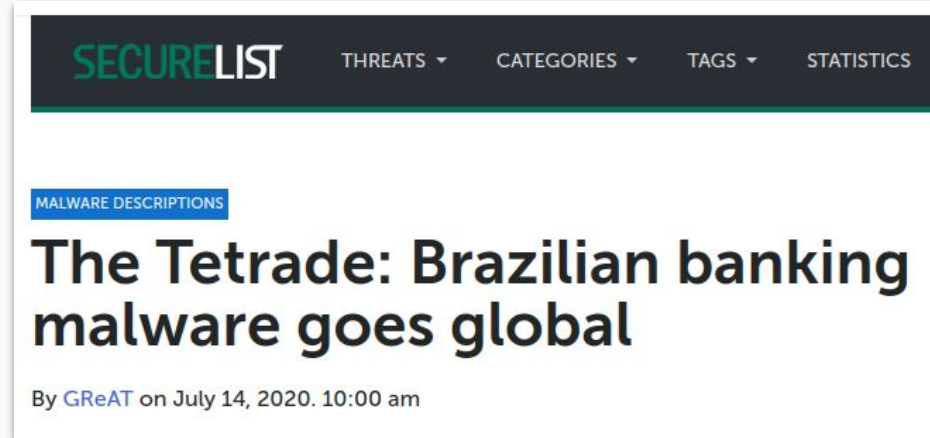 SECURELIST THREATS CATEGORIES TAGS STATISTICS
MALWARE DESCRIPTIONS
The Tetrade: Brazilian banking
malware goes global
By GReAT on July 14, 2020. 10:00 am